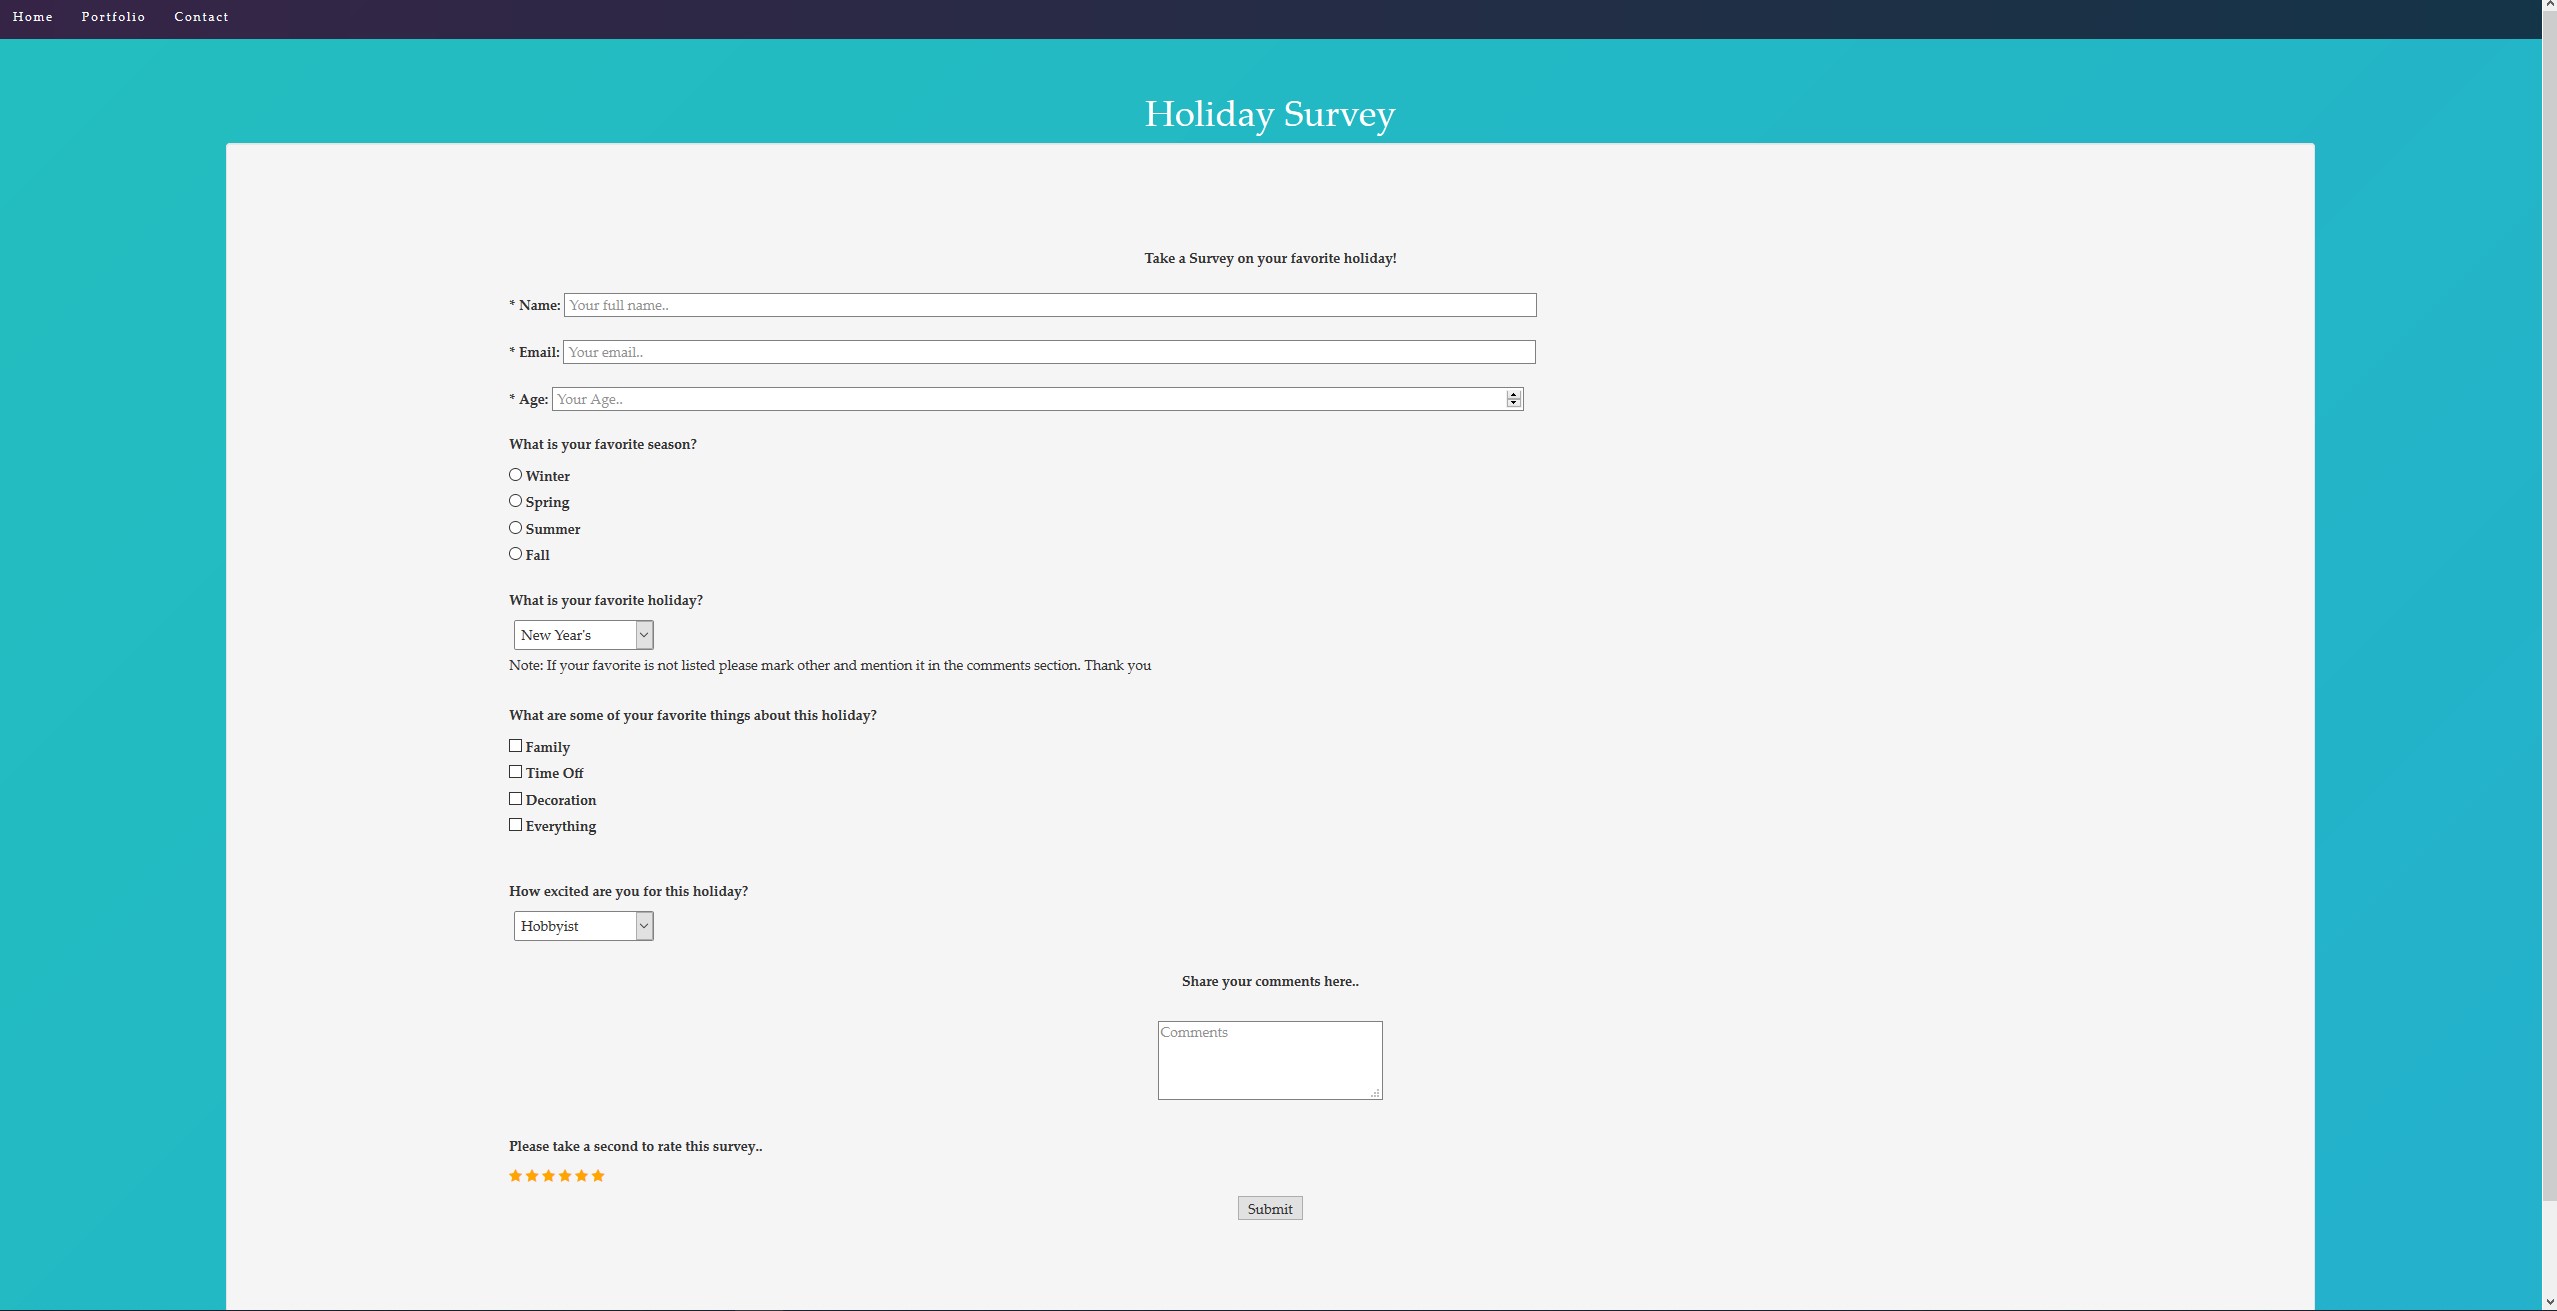 Home Portfolio Contact
Holiday Survey
Take a Survey on your favorite holiday!
* Name: Your full name..
* Email: Your email..
* Age: Your Age..
What is your favorite season?
Winter
Spring
Summer
Fall
What is your favorite holiday?
New Year's
Note: If your favorite is not listed please mark other and mention it in the comments section. Thank you
What are some of your favorite things about this holiday?
Family
Time Off
Decoration
Everything
How excited are you for this holiday?
Hobbyist
Share your comments here..
Comments
Please take a second to rate this survey..
Submit